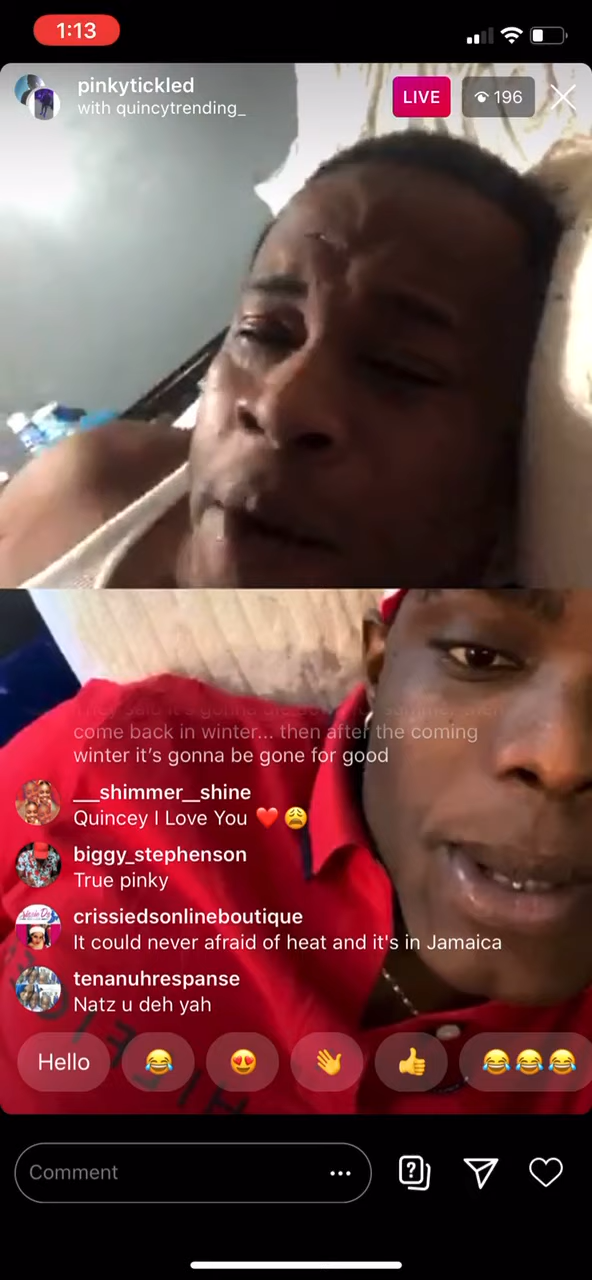 1:13
pinkytickled
with quincytrending_
LIVE
196
come back in winter... then after the coming
winter it's gonna be gone for good
__shimmer__shine
Quincey I Love You ❤️😩
biggy_stephenson
True pinky
crissiedsonlineboutique
It could never afraid of heat and it's in Jamaica
tenanuhrespanse
Natz u deh yah
Hello 😂 😍 👋 👍 😂😂😂
Comment